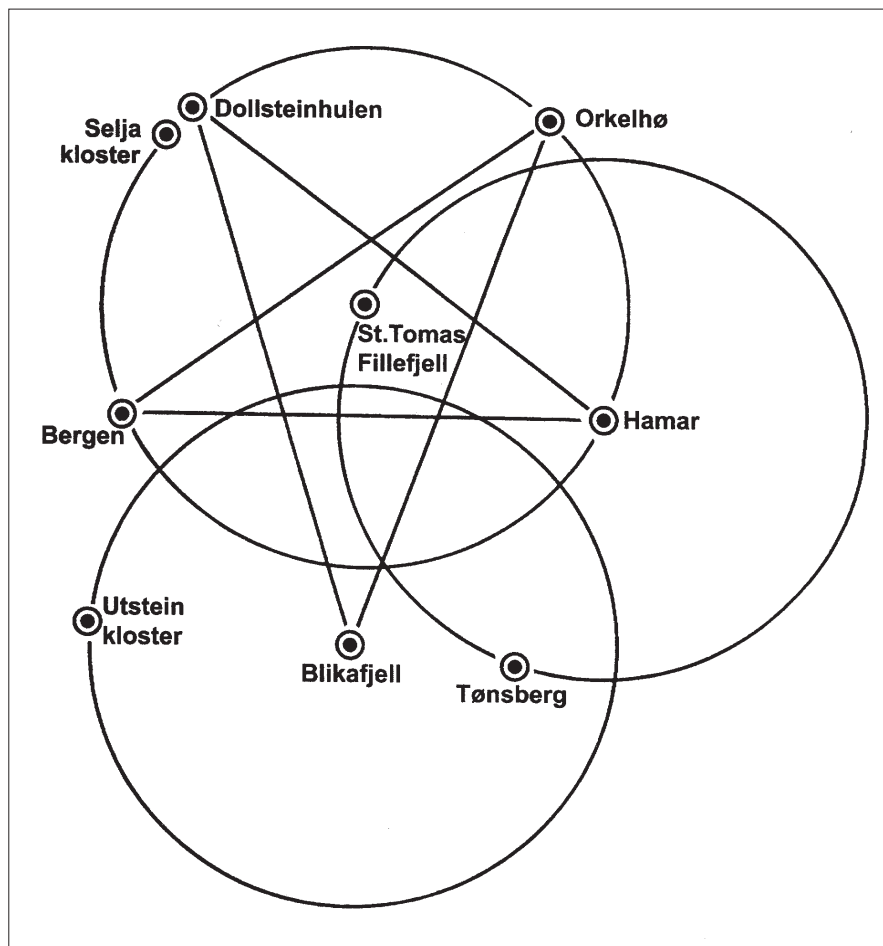 Dollsteinhulen
Orkelhø
Selja
kloster
St.Tomas
Fillefjell
Bergen
Hamar
Utstein
kloster
Blikafjell
Tønsberg